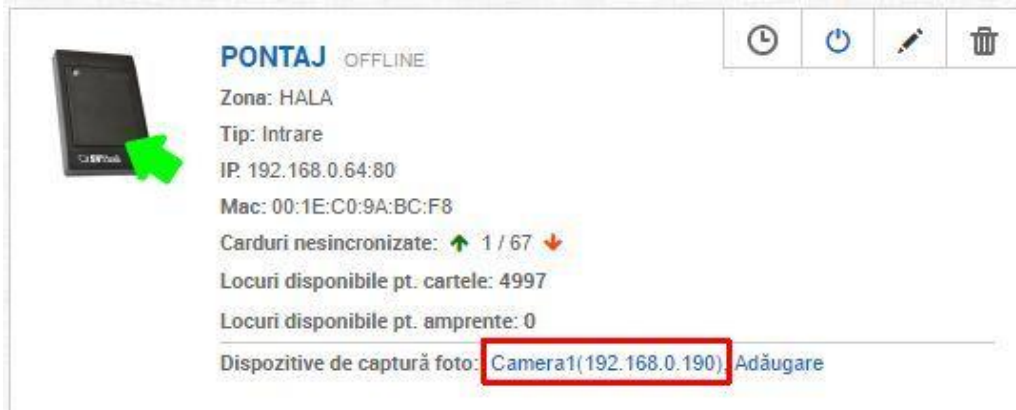 PONTAJ OFFLINE
Zona: HALA
Tip: Intrare
IP: 192.168.0.64:80
Mac: 00:1E:C0:9A:BC:F8
Carduri nesincronizate: 1 / 67
Locuri disponibile pt. cartele: 4997
Locuri disponibile pt. amprente: 0
Dispozitive de captură foto: Camera1(192.168.0.190), Adăugare